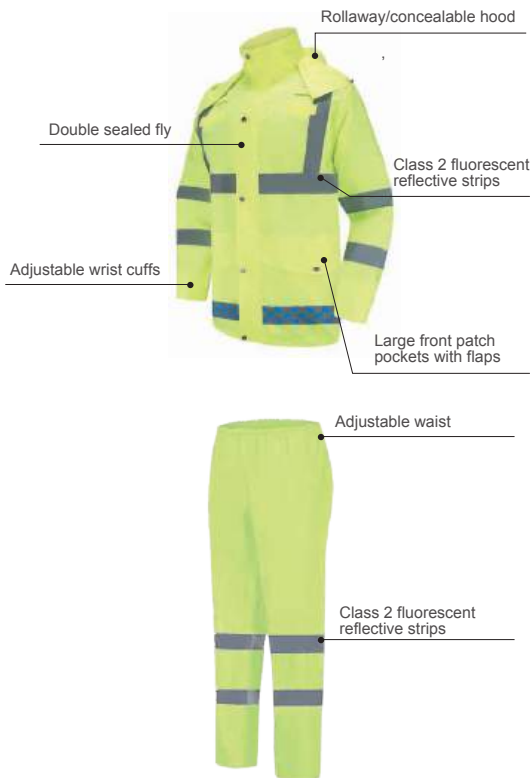 Rollaway/concealable hood
,
Double sealed fly
Class 2 fluorescent
reflective strips
Adjustable wrist cuffs
Large front patch
pockets with flaps
Adjustable waist
Class 2 fluorescent
reflective strips